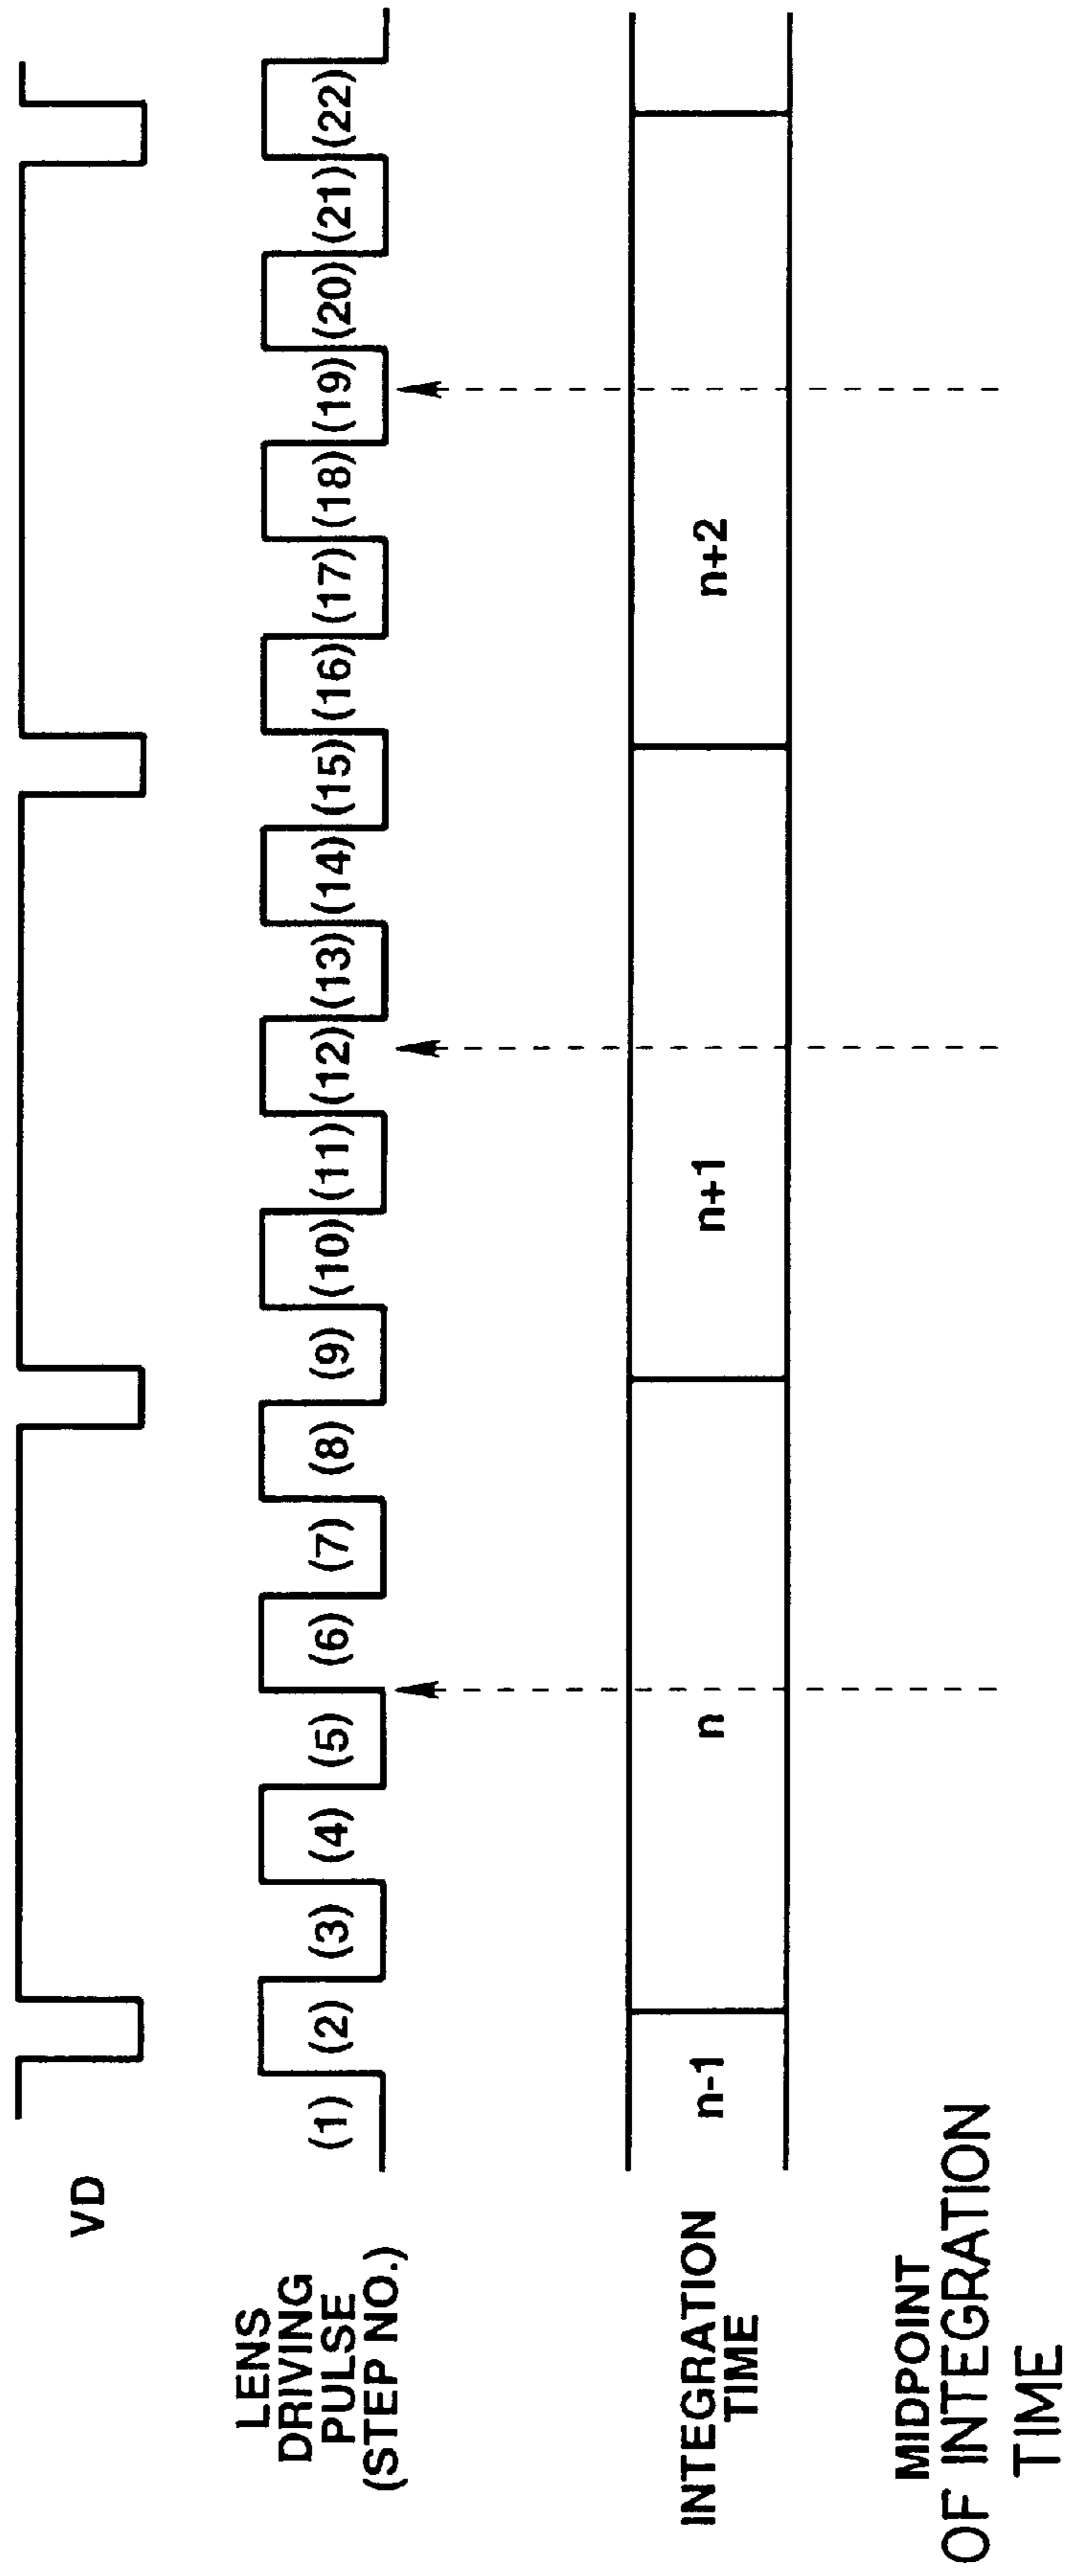 VD
LENS
DRIVING
PULSE
(STEP NO.)
(1) (2) (3) (4) (5) (6) (7) (8) (9) (10) (11) (12) (13) (14) (15) (16) (17) (18) (19) (20) (21) (22)
INTEGRATION
TIME
n-1 n n+1 n+2
MIDPOINT
OF INTEGRATION
TIME